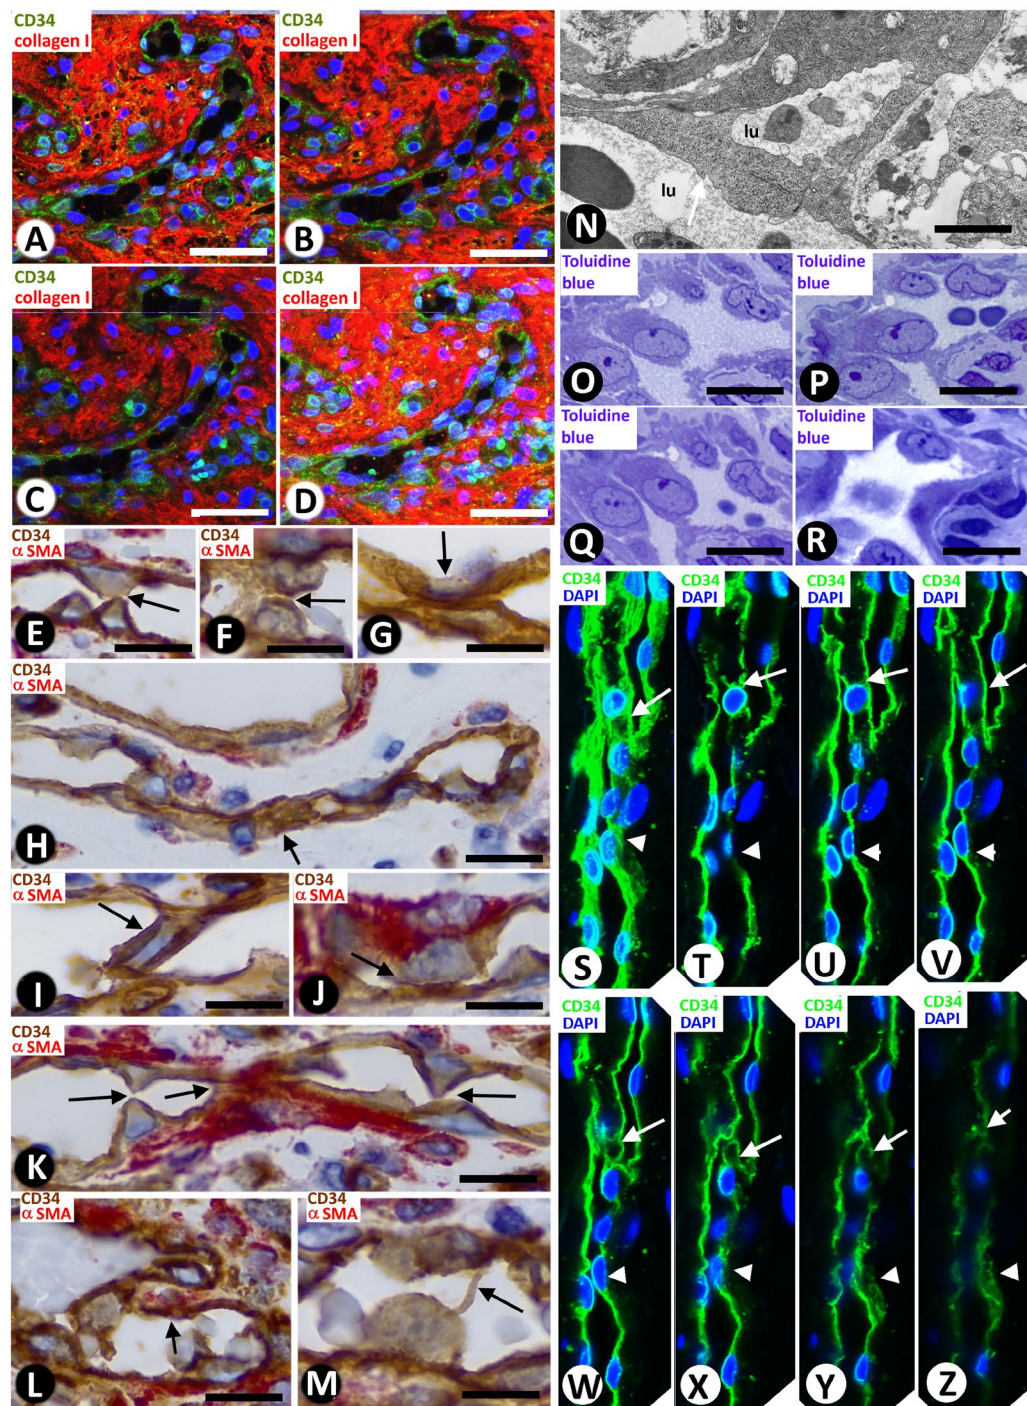 CD34
collagen I
A
CD34
collagen I
B
CD34
collagen I
C
CD34
collagen I
D
CD34
α SMA
E
CD34
α SMA
F
G
CD34
α SMA
H
CD34
α SMA
I
CD34
α SMA
J
CD34
α SMA
K
CD34
α SMA
L
CD34
α SMA
M
lu
lu
N
Toluidine
blue
O
Toluidine
blue
P
Toluidine
blue
Q
Toluidine
blue
R
CD34
DAPI
S
CD34
DAPI
T
CD34
DAPI
U
CD34
DAPI
V
CD34
DAPI
W
CD34
DAPI
X
CD34
DAPI
Y
CD34
DAPI
Z